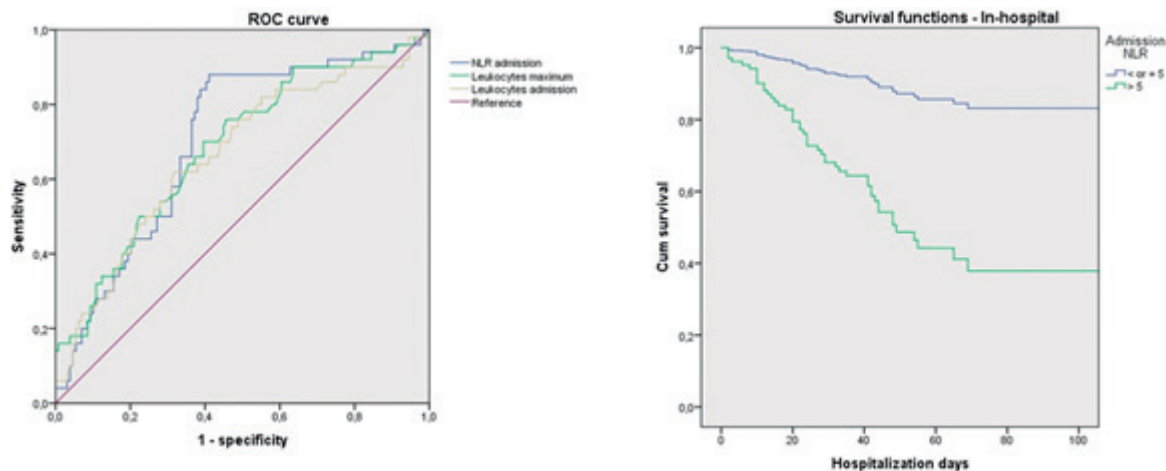 ROC curve
1,0
0,8
0,6
0,4
0,2
0,0
Sensitivity
0,0 0,2 0,4 0,6 0,8 1,0
1 - specificity
NLR admission
Leukocytes maximum
Leukocytes admission
Reference
Survival functions - In-hospital
1,0
0,8
0,6
0,4
0,2
0,0
Cum survival
0 20 40 60 80 100
Hospitalization days
Admission
NLR
< or = 5
> 5